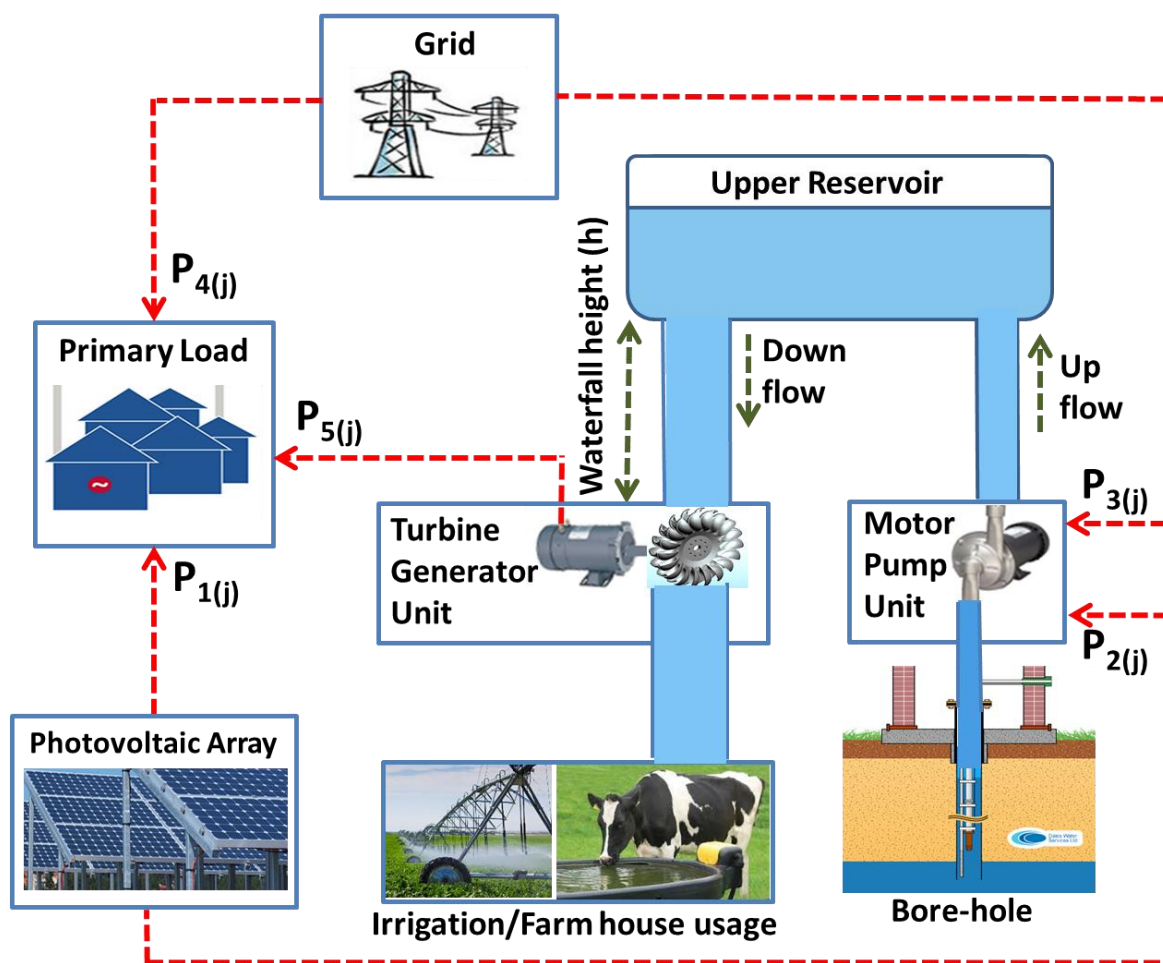 Grid
Upper Reservoir
P4(j)
Waterfall height (h)
Down
flow
Up
flow
Primary Load
~
P5(j)
P3(j)
Turbine
Generator
Unit
Motor
Pump
Unit
P1(j)
P2(j)
Photovoltaic Array
Irrigation/Farm house usage
Bore-hole